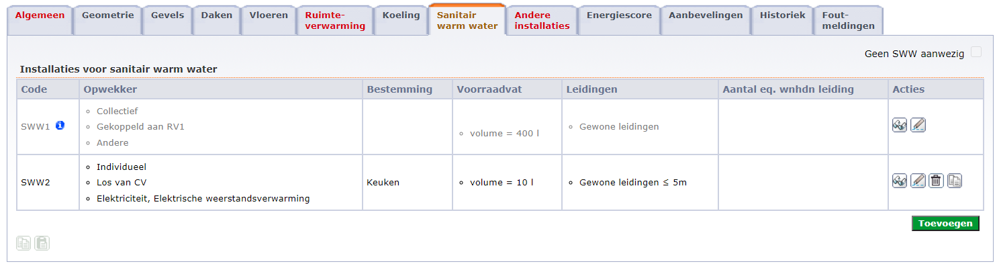 Algemeen Geometrie Gevels Daken Vloeren Ruimte- Koeling Sanitair Andere Energiescore Aanbevelingen Historiek Fout-
verwarming warm water installaties meldingen
Geen SWW aanwezig
Installaties voor sanitair warm water
Code Opwekker Bestemming Voorraadvat Leidingen Aantal eq. wnhdn leiding Acties
SWW1
Collectief
Gekoppeld aan RV1
Andere
volume = 400 l
Gewone leidingen
SWW2
Individueel
Los van CV
Elektriciteit, Elektrische weerstandsverwarming
Keuken
volume = 10 l
Gewone leidingen ≤ 5m
Toevoegen